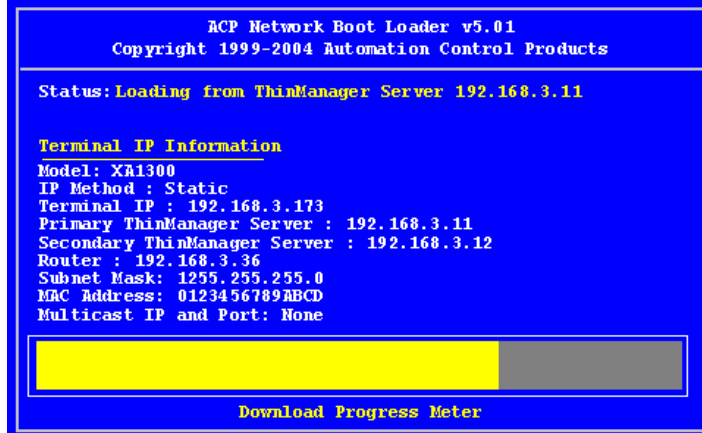 ACP Network Boot Loader v5.01
Copyright 1999-2004 Automation Control Products
Status:Loading from ThinManager Server 192.168.3.11
Terminal IP Information
Model: XA1300
IP Method : Static
Terminal IP : 192.168.3.173
Primary ThinManager Server : 192.168.3.11
Secondary ThinManager Server : 192.168.3.12
Router : 192.168.3.36
Subnet Mask: 1255.255.255.0
MAC Address: 0123456789ABCD
Multicast IP and Port: None
Download Progress Meter